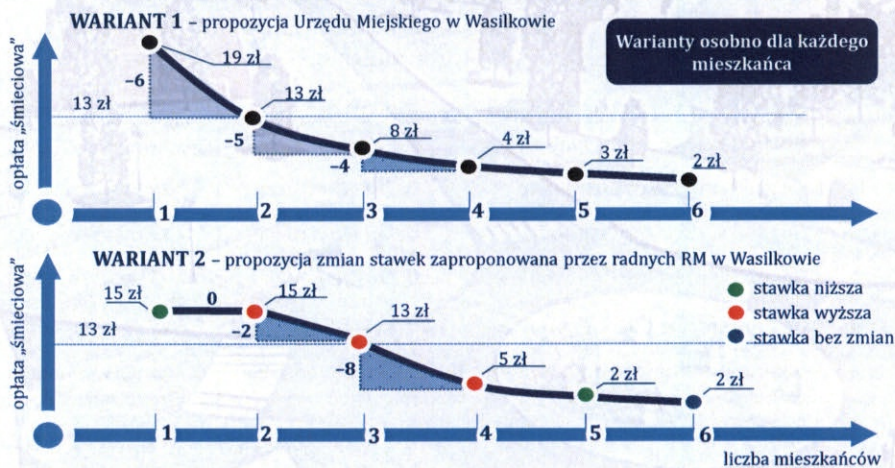 WARIANT 1 – propozycja Urzędu Miejskiego w Wasilkowie
Warianty osobno dla każdego
mieszkańca
opłata „śmieciowa"
19 zł
–6
13 zł
13 zł
–5
8 zł
–4
4 zł
3 zł
2 zł
1 2 3 4 5 6
WARIANT 2 – propozycja zmian stawek zaproponowana przez radnych RM w Wasilkowie
opłata „śmieciowa"
stawka niższa
stawka wyższa
stawka bez zmian
15 zł
0
15 zł
13 zł
–2
13 zł
–8
5 zł
2 zł
2 zł
1 2 3 4 5 6
liczba mieszkańców